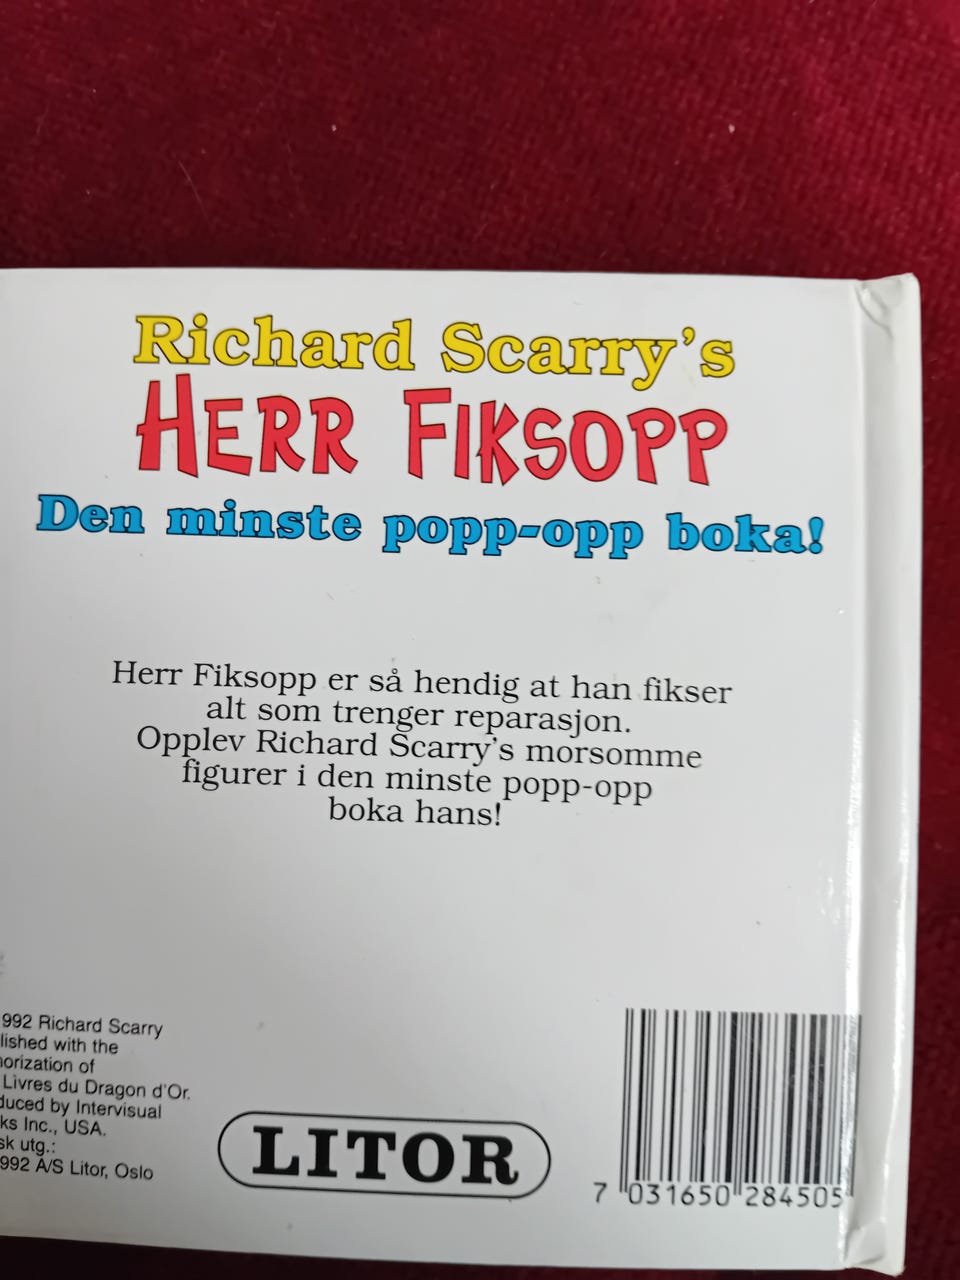 Richard Scarry's
HERR FIKSOPP
Den minste popp-opp boka!
Herr Fiksopp er så hendig at han fikser
alt som trenger reparasjon.
Opplev Richard Scarry's morsomme
figurer i den minste popp-opp
boka hans!
992 Richard Scarry
lished with the
orization of
Livres du Dragon d'Or.
duced by Intervisual
ks Inc., USA.
sk utg.:
992 A/S Litor, Oslo
LITOR
7 031650 284505